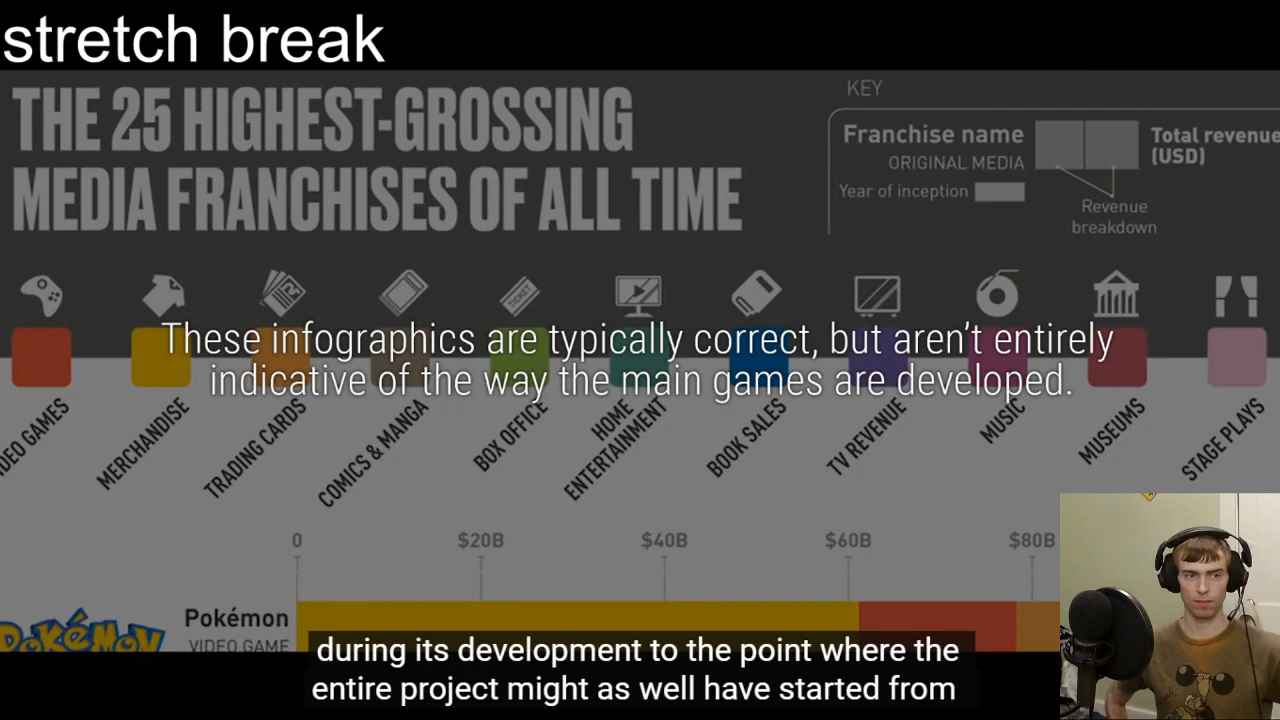 stretch break
THE 25 HIGHEST-GROSSING
MEDIA FRANCHISES OF ALL TIME
KEY
Franchise name
ORIGINAL MEDIA
Year of inception
Total revenue
(USD)
Revenue
breakdown
TICKET
These infographics are typically correct, but aren’t entirely
indicative of the way the main games are developed.
DEO GAMES
MERCHANDISE
TRADING CARDS
COMICS & MANGA
BOX OFFICE
HOME
ENTERTAINMENT
BOOK SALES
TV REVENUE
MUSIC
MUSEUMS
STAGE PLAYS
0
$20B
$40B
$60B
$80B
POKéMON
Pokémon
VIDEO GAME
during its development to the point where the
entire project might as well have started from